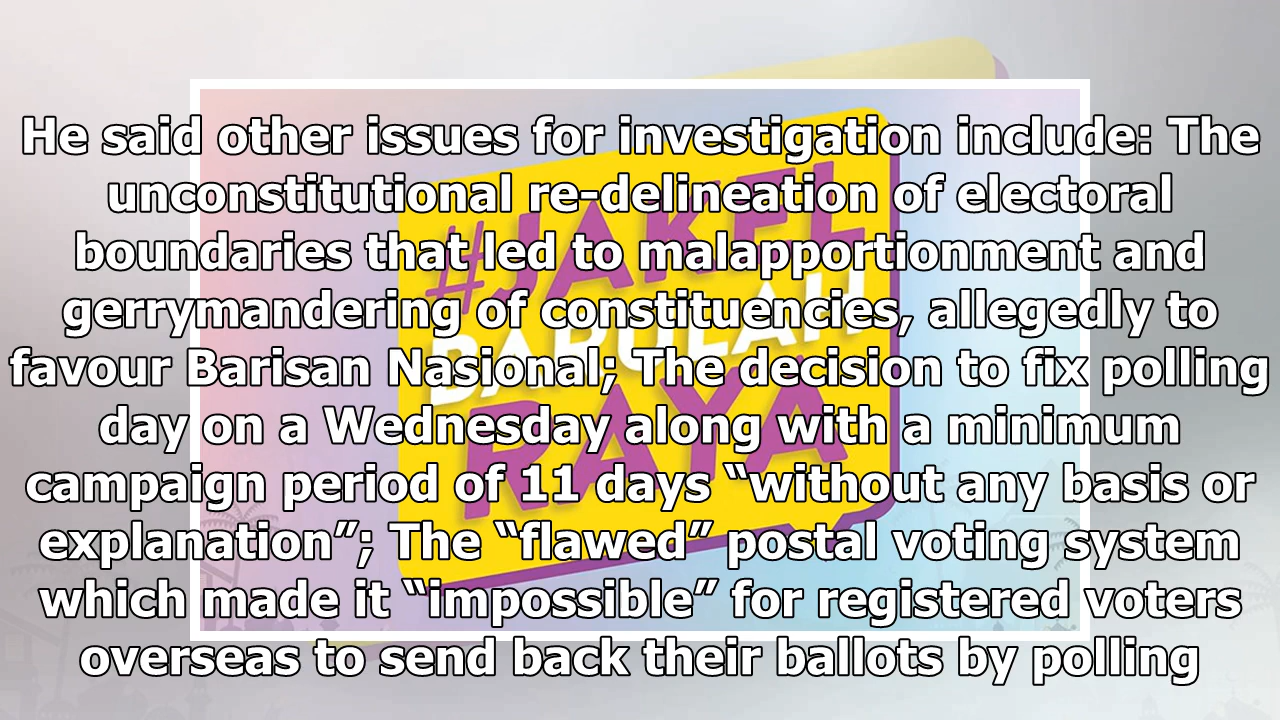 He said other issues for investigation include: The
unconstitutional re-delineation of electoral
boundaries that led to malapportionment and
gerrymandering of constituencies, allegedly to
favour Barisan Nasional; The decision to fix polling
day on a Wednesday along with a minimum
campaign period of 11 days “without any basis or
explanation”; The “flawed” postal voting system
which made it “impossible” for registered voters
overseas to send back their ballots by polling
#JAKEL
PAPULAH
RAYA